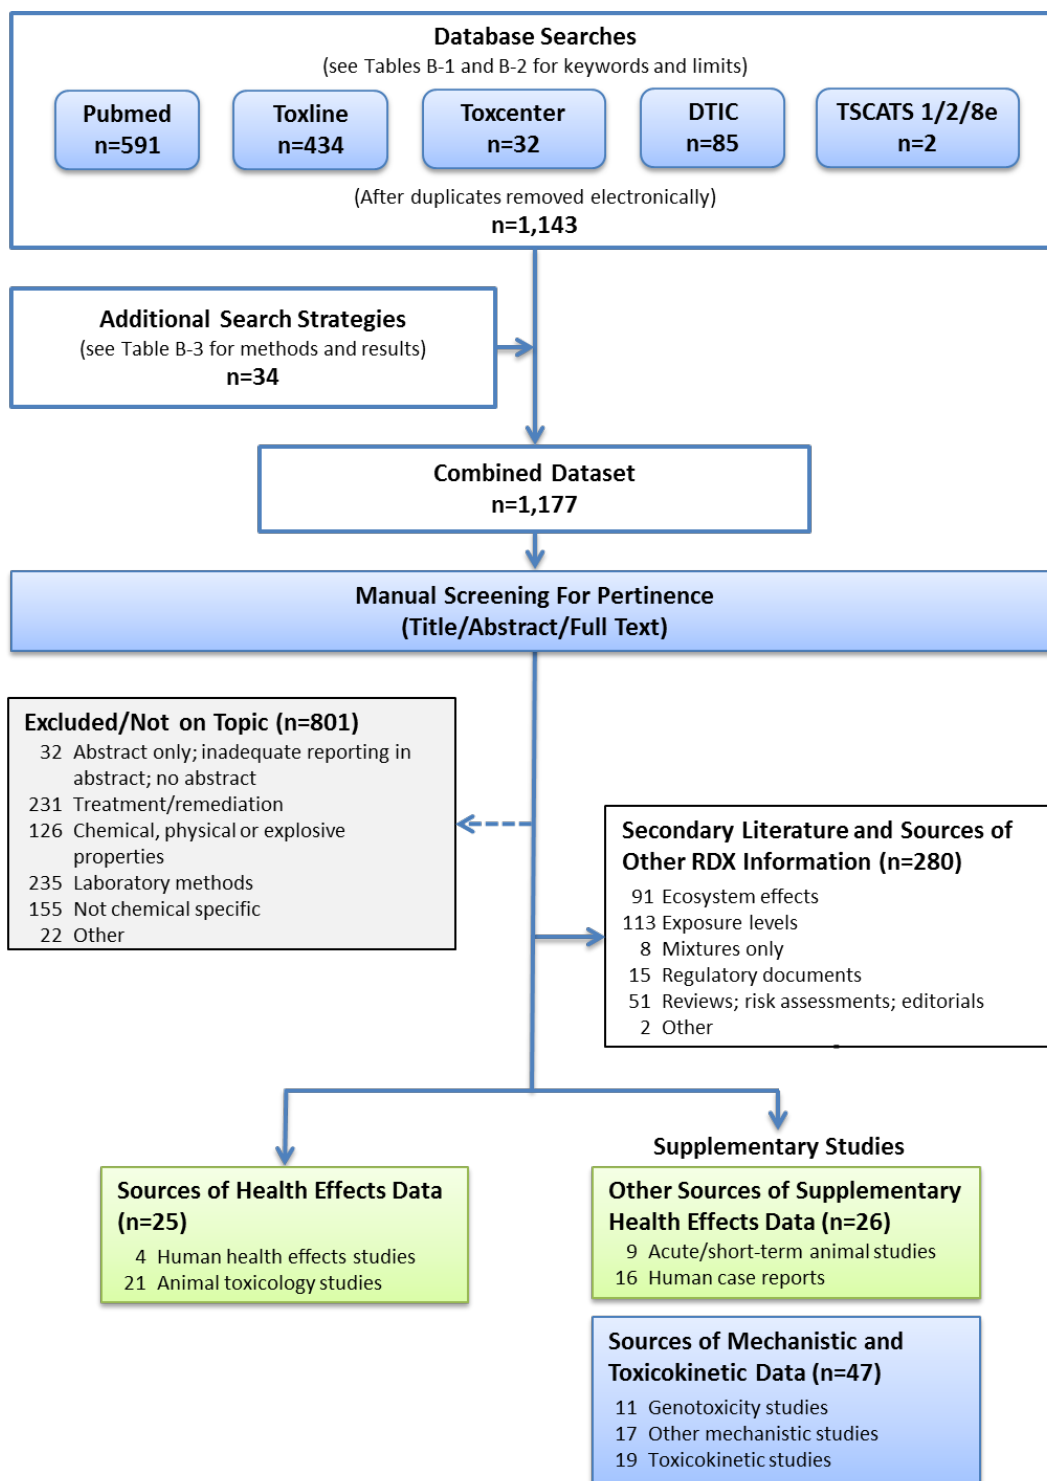 Database Searches
(see Tables B-1 and B-2 for keywords and limits)
Pubmed
n=591
Toxline
n=434
Toxcenter
n=32
DTIC
n=85
TSCATS 1/2/8e
n=2
(After duplicates removed electronically)
n=1,143
Additional Search Strategies
(see Table B-3 for methods and results)
n=34
Combined Dataset
n=1,177
Manual Screening For Pertinence
(Title/Abstract/Full Text)
Excluded/Not on Topic (n=801)
32 Abstract only; inadequate reporting in
abstract; no abstract
231 Treatment/remediation
126 Chemical, physical or explosive
properties
235 Laboratory methods
155 Not chemical specific
22 Other
Secondary Literature and Sources of
Other RDX Information (n=280)
91 Ecosystem effects
113 Exposure levels
8 Mixtures only
15 Regulatory documents
51 Reviews; risk assessments; editorials
2 Other
Sources of Health Effects Data
(n=25)
4 Human health effects studies
21 Animal toxicology studies
Supplementary Studies
Other Sources of Supplementary
Health Effects Data (n=26)
9 Acute/short-term animal studies
16 Human case reports
Sources of Mechanistic and
Toxicokinetic Data (n=47)
11 Genotoxicity studies
17 Other mechanistic studies
19 Toxicokinetic studies